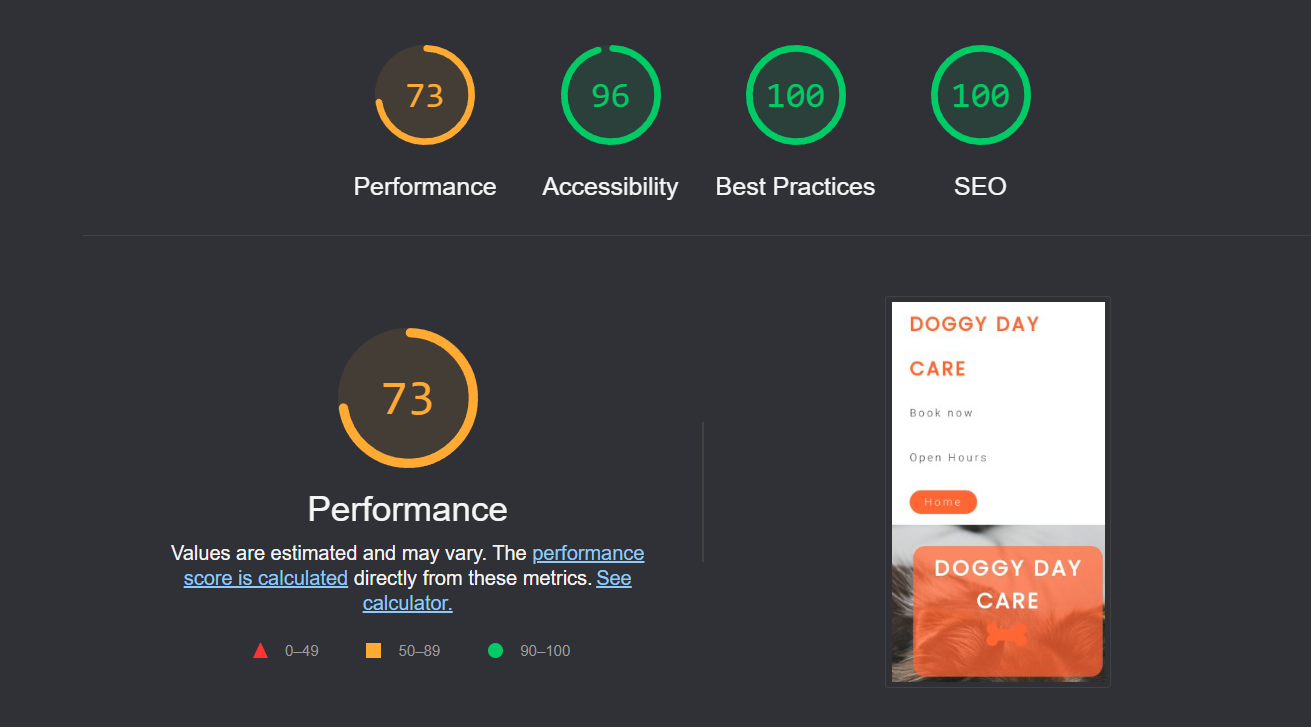 73
96
100
100
Performance
Accessibility
Best Practices
SEO
73
Performance
Values are estimated and may vary. The performance
score is calculated directly from these metrics. See
calculator.
0–49
50–89
90–100
DOGGY DAY
CARE
Book now
Open Hours
Home
DOGGY DAY
CARE